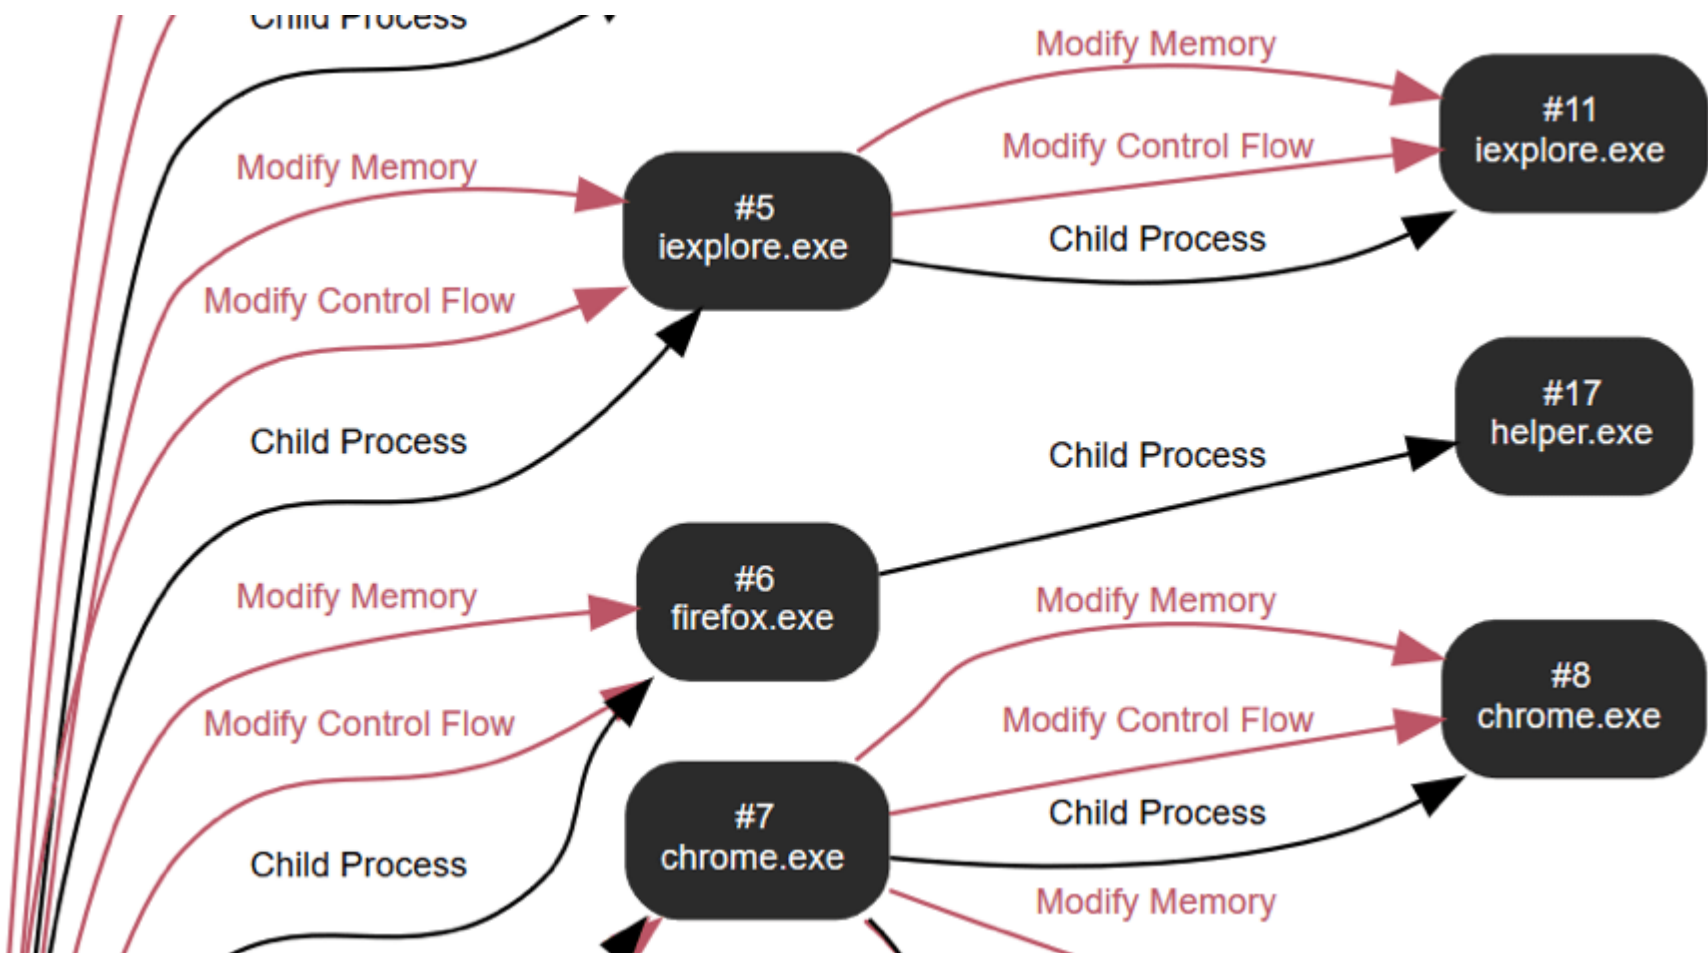 Child Process
Modify Memory
#11
iexplore.exe
Modify Control Flow
Modify Memory
#5
iexplore.exe
Child Process
Modify Control Flow
#17
helper.exe
Child Process
Child Process
#6
firefox.exe
Modify Memory
Modify Memory
#8
chrome.exe
Modify Control Flow
Modify Control Flow
#7
chrome.exe
Child Process
Child Process
Modify Memory